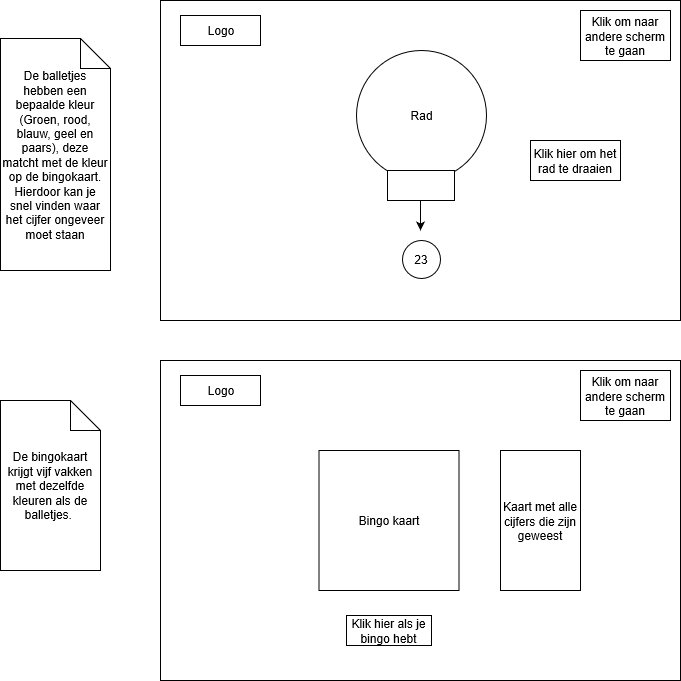 Logo
Klik om naar
andere scherm
te gaan
De balletjes
hebben een
bepaalde kleur
(Groen, rood,
blauw, geel en
paars), deze
matcht met de kleur
op de bingokaart.
Hierdoor kan je
snel vinden waar
het cijfer ongeveer
moet staan
Rad
Klik hier om het
rad te draaien
23
Logo
Klik om naar
andere scherm
te gaan
De bingokaart
krijgt vijf vakken
met dezelfde
kleuren als de
balletjes.
Bingo kaart
Kaart met alle
cijfers die zijn
geweest
Klik hier als je
bingo hebt